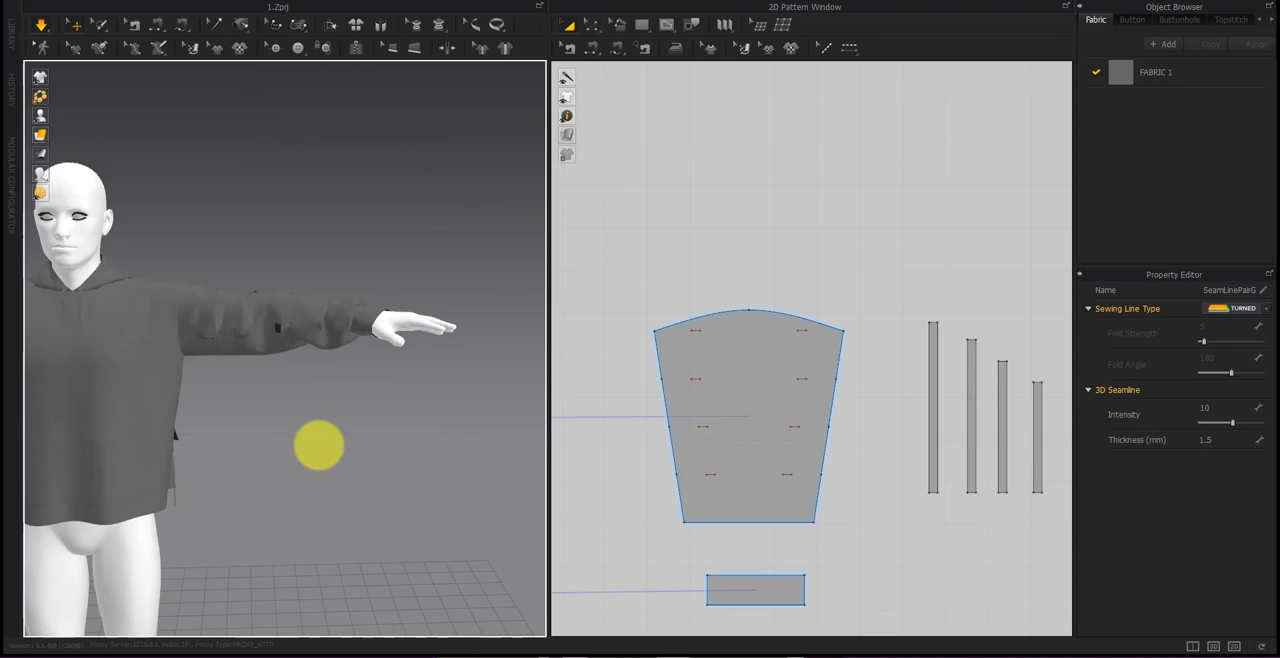 1.Zprj
2D Pattern Window
Object Browser
Fabric
Button
Buttonhole
Topstitch
LIBRARY
HISTORY
MODULAR CONFIGURATOR
+ Add
Copy
Assign
FABRIC 1
Property Editor
Name
SeamLinePairG
Sewing Line Type
TURNED
Fold Strength
5
Fold Angle
180
3D Seamline
Intensity
10
Thickness (mm)
1.5
3D
2D